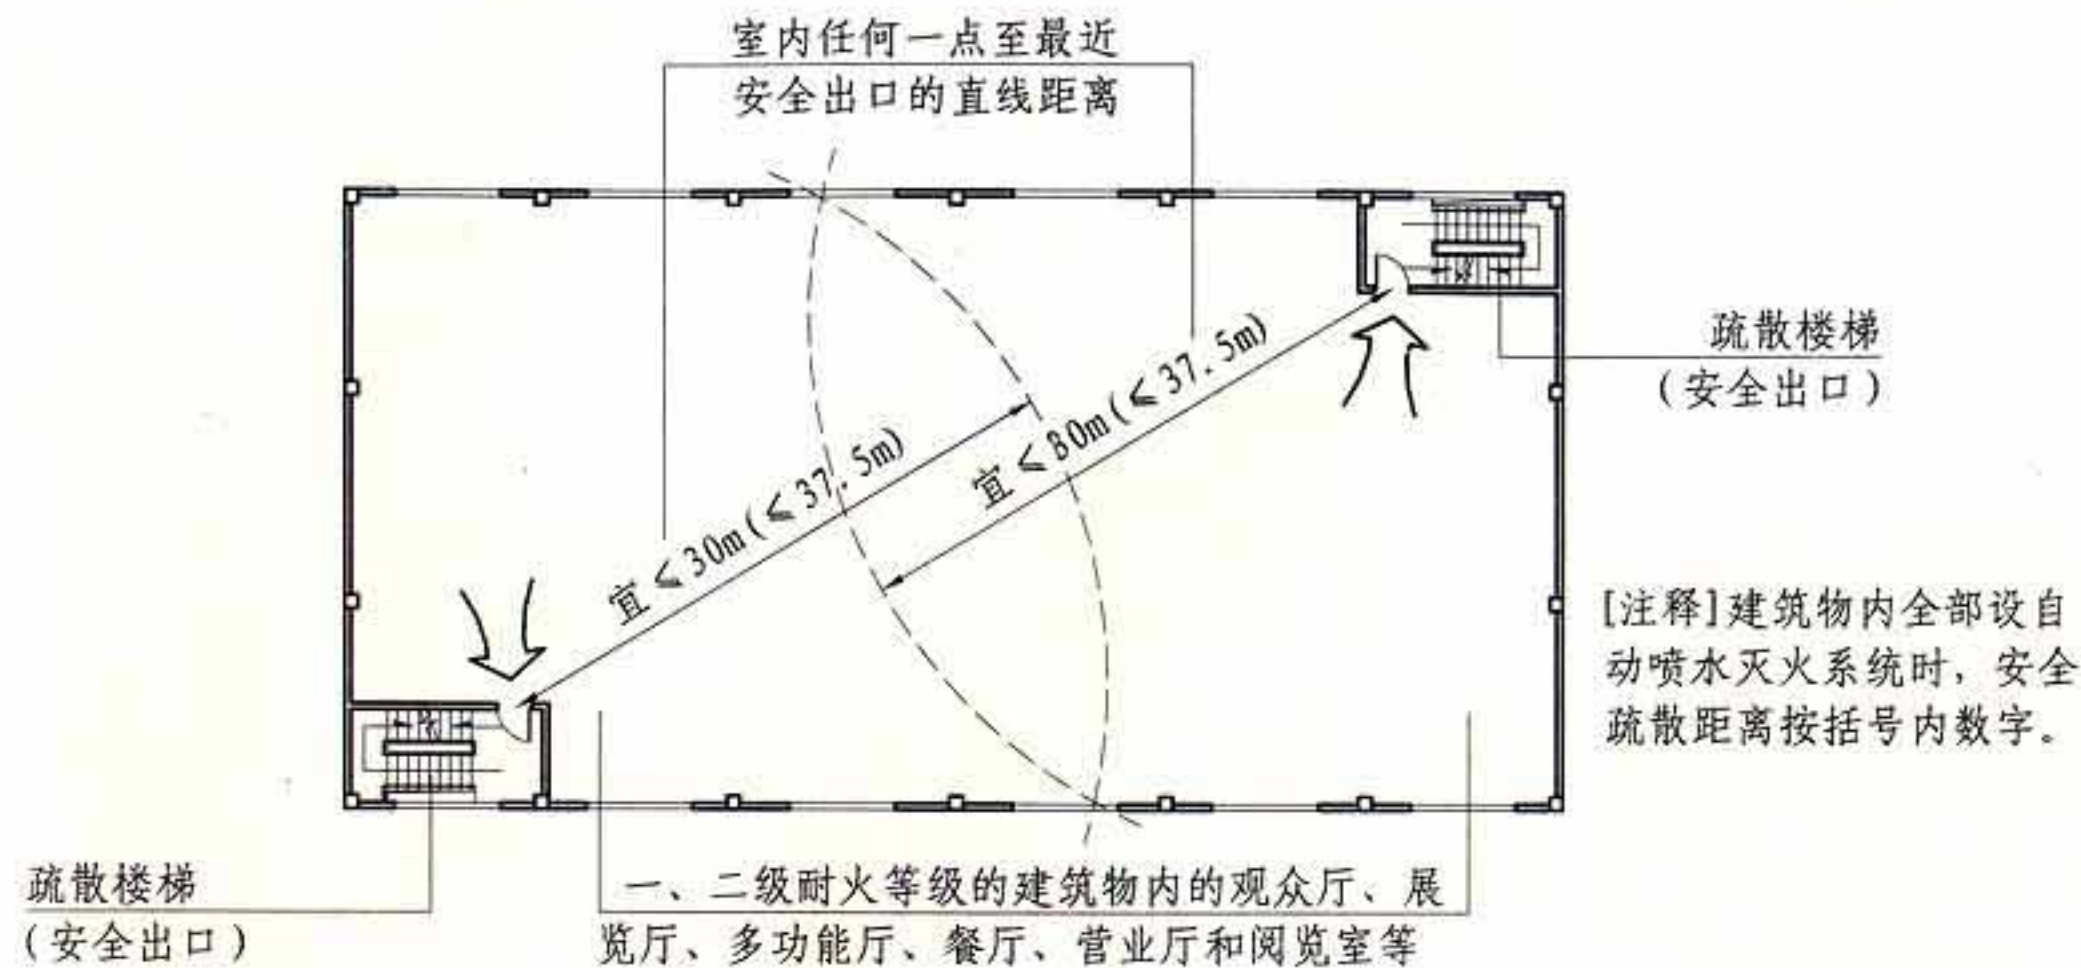 室内任何一点至最近
安全出口的直线距离
宜≤30m(≤37.5m)
宜≤80m(≤37.5m)
疏散楼梯
(安全出口)
[注释]建筑物内全部设自
动喷水灭火系统时，安全
疏散距离按括号内数字。
疏散楼梯
(安全出口)
一、二级耐火等级的建筑物内的观众厅、展
览厅、多功能厅、餐厅、营业厅和阅览室等